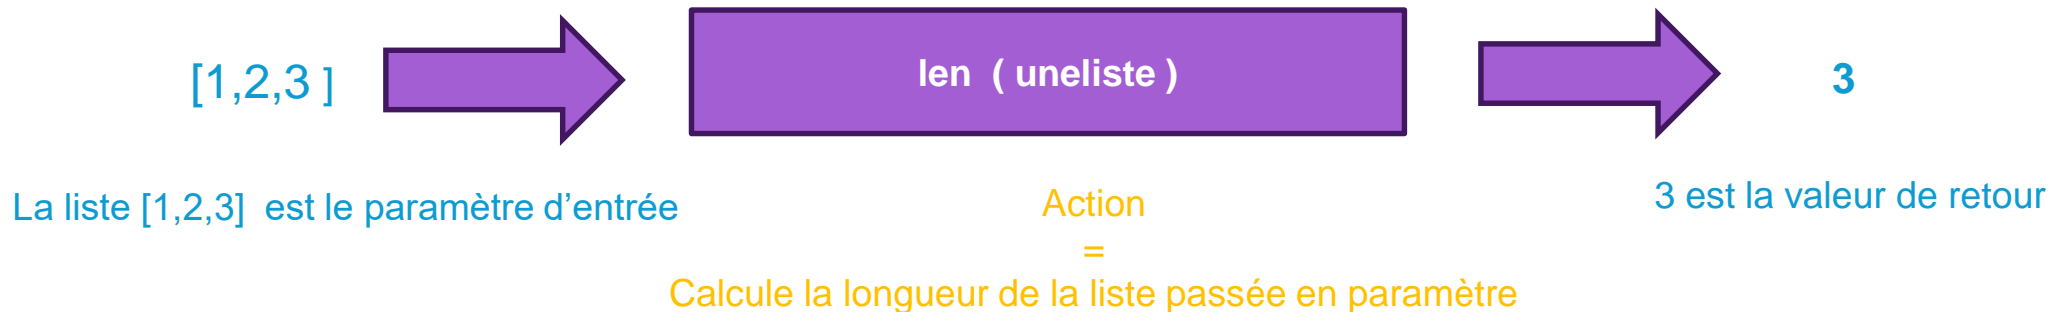 [1,2,3 ]
len ( uneliste )
3
La liste [1,2,3] est le paramètre d’entrée
Action
=
Calcule la longueur de la liste passée en paramètre
3 est la valeur de retour